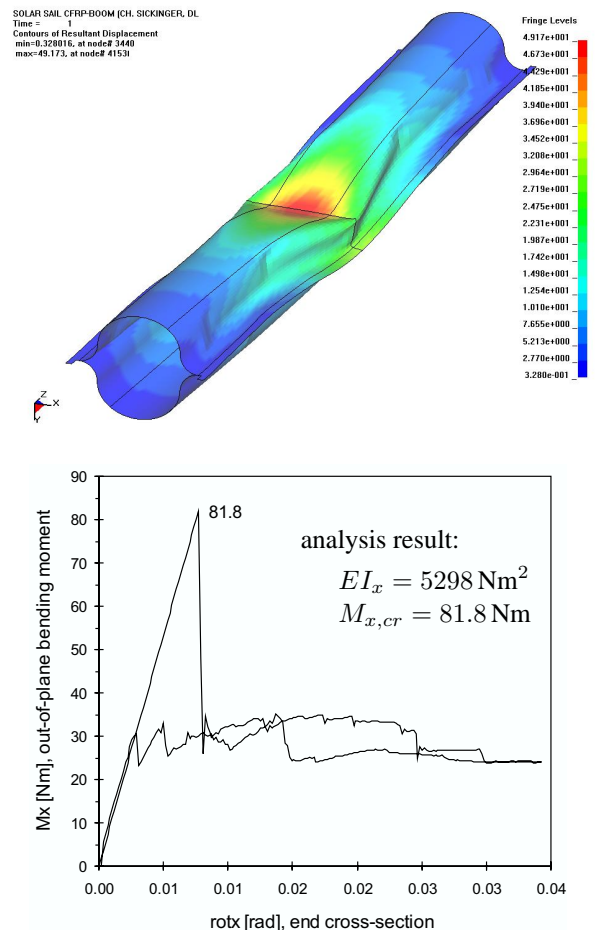 SOLAR SAIL CFRP-BOOM (CH. SICKINGER, DL
Time = 1
Contours of Resultant Displacement
min=0.328016, at node# 3440
max=49.173, at node# 41531
Fringe Levels
4.917e+001
4.673e+001
4.429e+001
4.185e+001
3.940e+001
3.696e+001
3.452e+001
3.208e+001
2.964e+001
2.719e+001
2.475e+001
2.231e+001
1.987e+001
1.742e+001
1.498e+001
1.254e+001
1.010e+001
7.655e+000
5.213e+000
2.770e+000
3.280e-001
Z
X
Y
90
80
70
60
50
40
30
20
10
0
Mx [Nm], out-of-plane bending moment
81.8
analysis result:
EIₓ = 5298 Nm²
Mₓ,cr = 81.8 Nm
0.00 0.01 0.01 0.02 0.02 0.03 0.03 0.04
rotx [rad], end cross-section